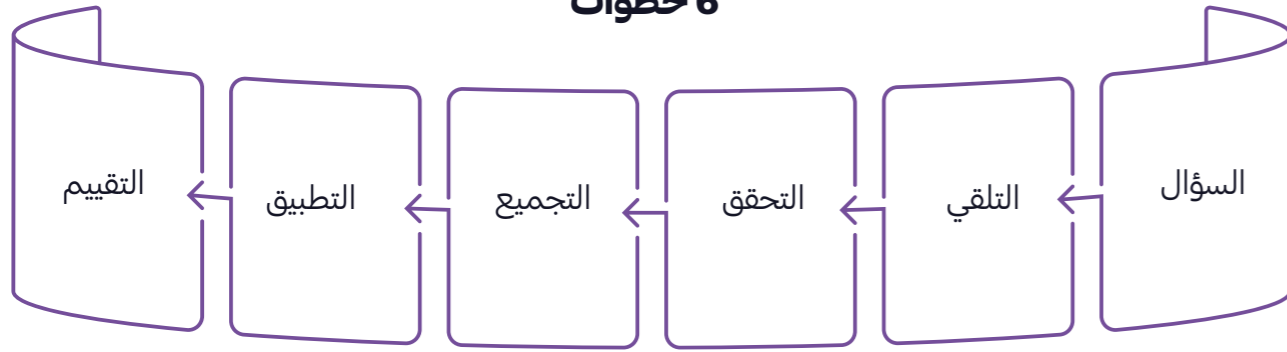 6 خطوات
السؤال
التلقي
التحقق
التجميع
التطبيق
التقييم